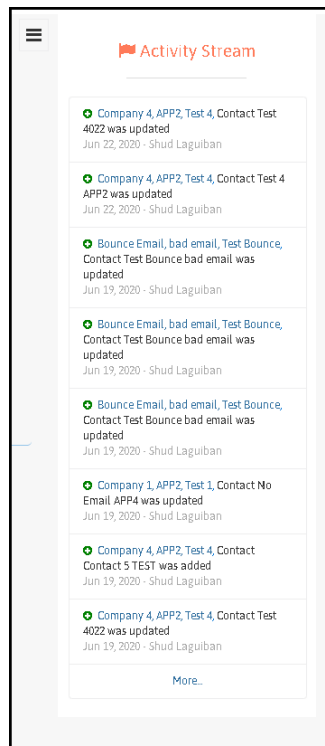 Activity Stream
Company 4, APP2, Test 4, Contact Test
4022 was updated
Jun 22, 2020 - Shud Laguiban
Company 4, APP2, Test 4, Contact Test 4
APP2 was updated
Jun 22, 2020 - Shud Laguiban
Bounce Email, bad email, Test Bounce,
Contact Test Bounce bad email was
updated
Jun 19, 2020 - Shud Laguiban
Bounce Email, bad email, Test Bounce,
Contact Test Bounce bad email was
updated
Jun 19, 2020 - Shud Laguiban
Bounce Email, bad email, Test Bounce,
Contact Test Bounce bad email was
updated
Jun 19, 2020 - Shud Laguiban
Company 1, APP2, Test 1, Contact No
Email APP4 was updated
Jun 19, 2020 - Shud Laguiban
Company 4, APP2, Test 4, Contact
Contact 5 TEST was added
Jun 19, 2020 - Shud Laguiban
Company 4, APP2, Test 4, Contact Test
4022 was updated
Jun 19, 2020 - Shud Laguiban
More...